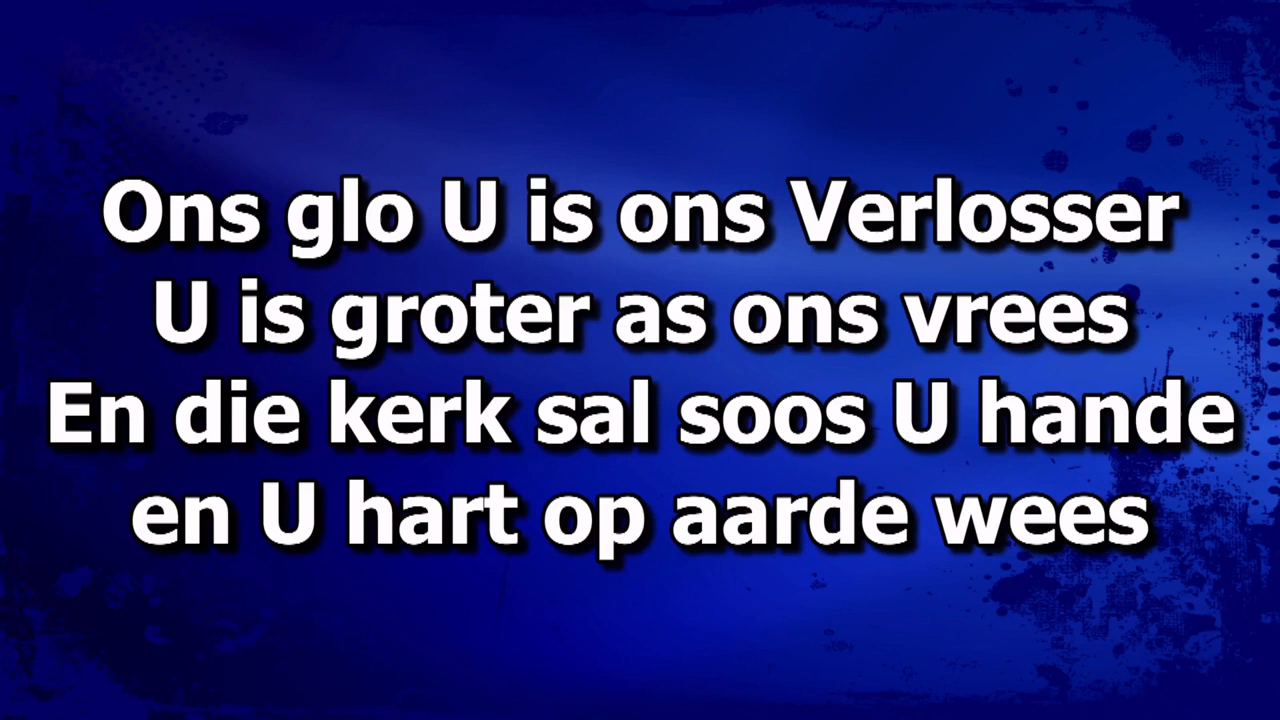 Ons glo U is ons Verlosser
U is groter as ons vrees
En die kerk sal soos U hande
en U hart op aarde wees